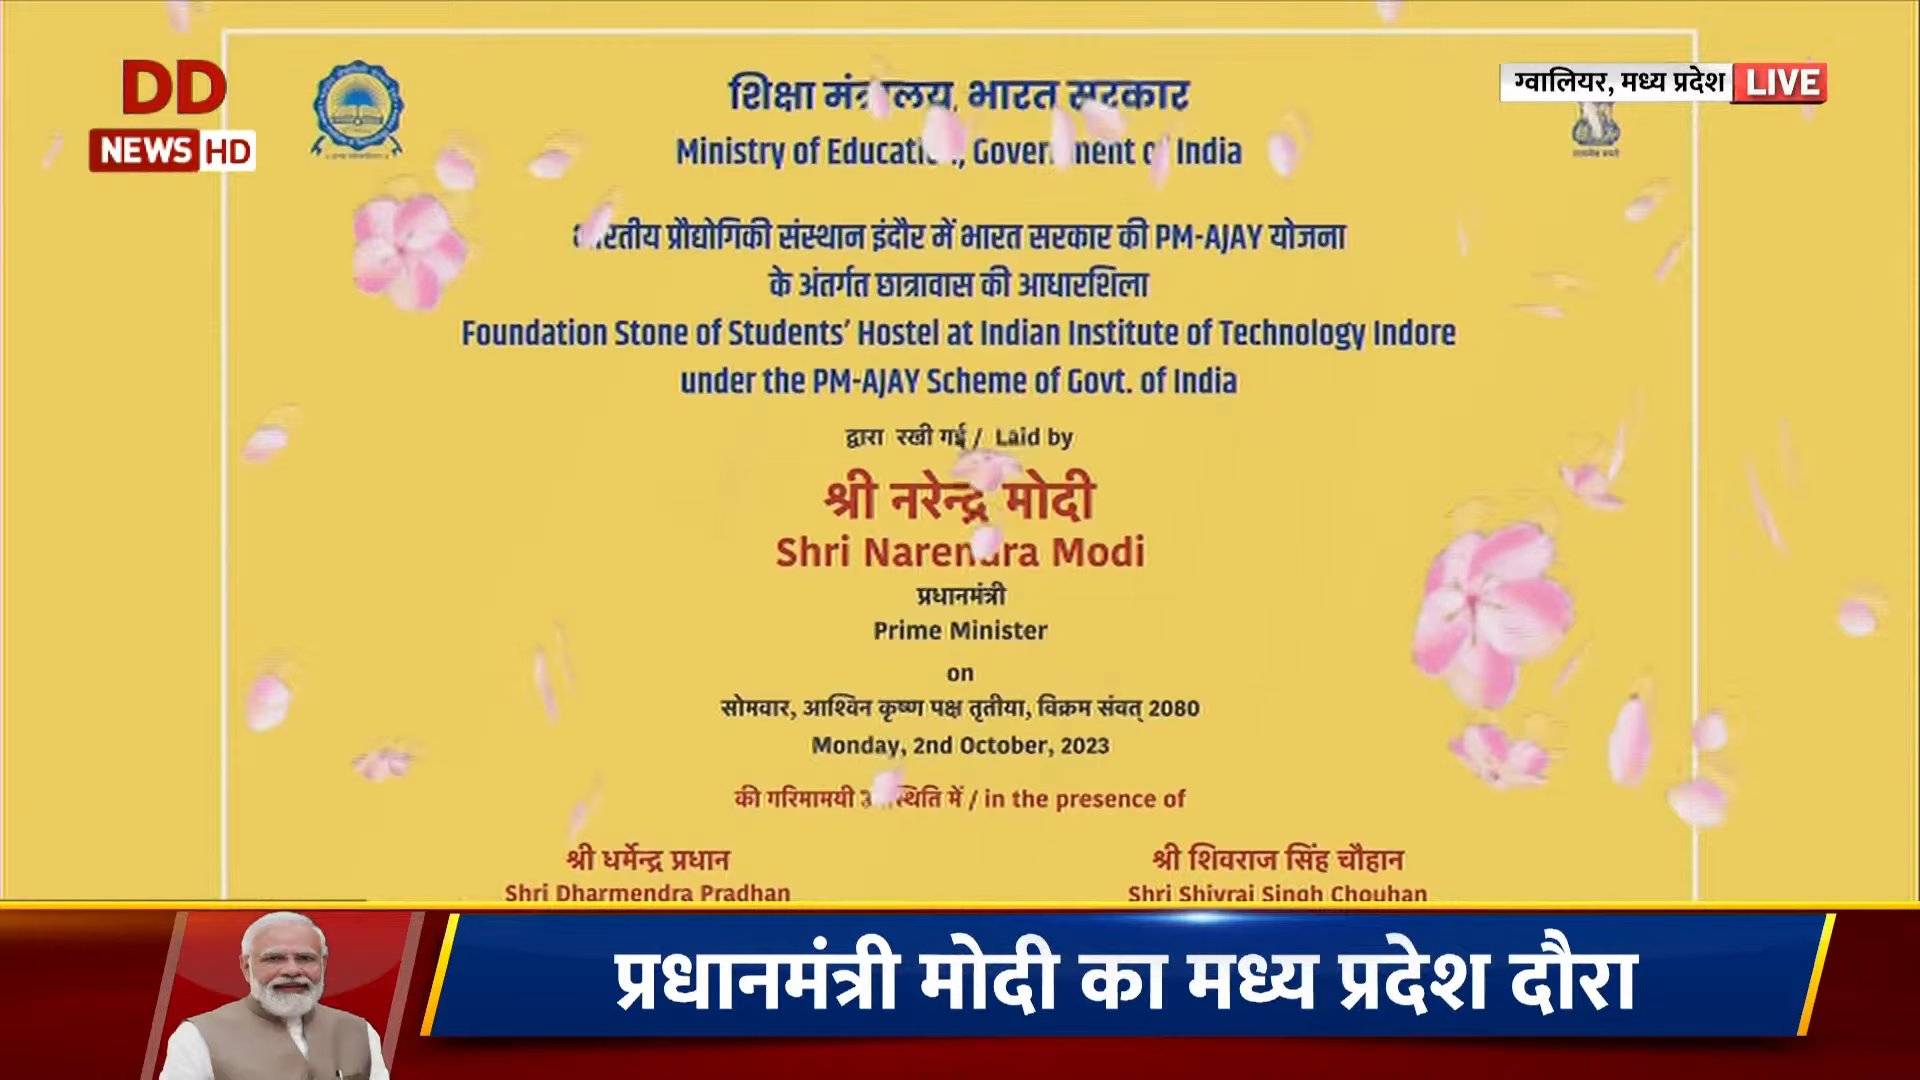 DD
NEWS HD
ग्वालियर, मध्य प्रदेश LIVE
शिक्षा मंत्रालय, भारत सरकार
Ministry of Education, Government of India
भारतीय प्रौद्योगिकी संस्थान इंदौर में भारत सरकार की PM-AJAY योजना
के अंतर्गत छात्रावास की आधारशिला
Foundation Stone of Students’ Hostel at Indian Institute of Technology Indore
under the PM-AJAY Scheme of Govt. of India
द्वारा रखी गई / Laid by
श्री नरेन्द्र मोदी
Shri Narendra Modi
प्रधानमंत्री
Prime Minister
on
सोमवार, आश्विन कृष्ण पक्ष तृतीया, विक्रम संवत् 2080
Monday, 2nd October, 2023
की गरिमामयी उपस्थिति में / in the presence of
श्री धर्मेन्द्र प्रधान
श्री शिवराज सिंह चौहान
Shri Dharmendra Pradhan
Shri Shivraj Singh Chouhan
प्रधानमंत्री मोदी का मध्य प्रदेश दौरा